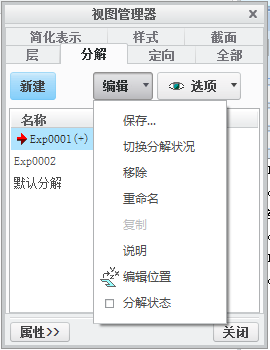 视图管理器
简化表示 样式 截面
层 分解 定向 全部
新建 编辑 选项
名称
Exp0001(+)
Exp0002
默认分解
保存...
切换分解状况
移除
重命名
复制
说明
编辑位置
分解状态
属性>> 关闭